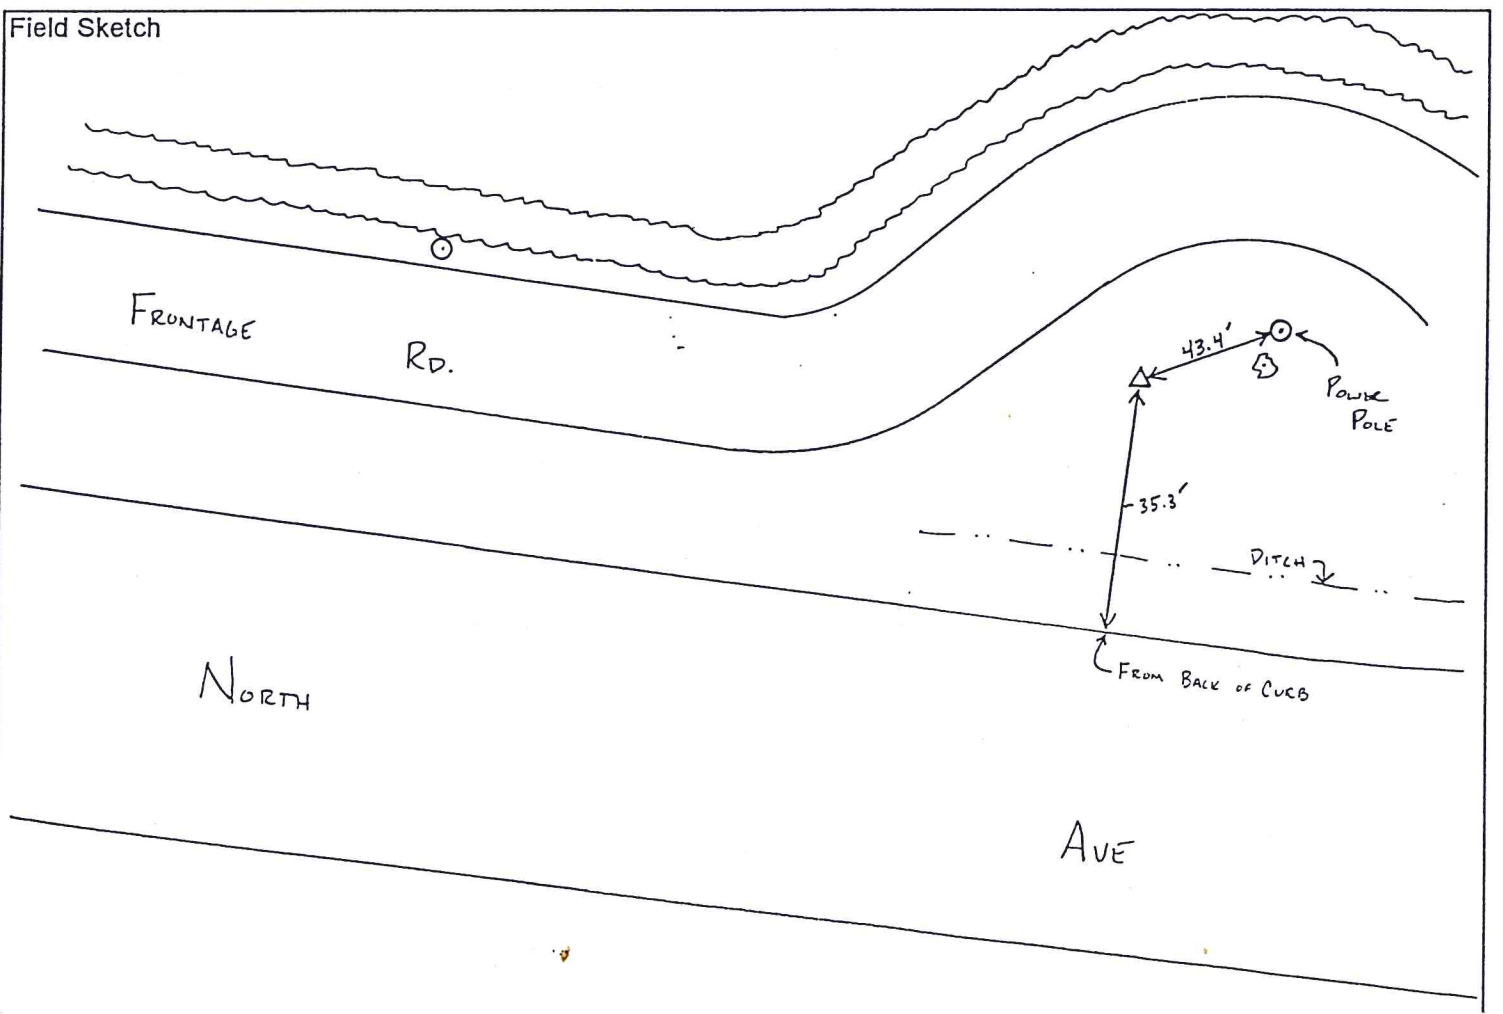 Field Sketch
FRONTAGE
RD.
43.4'
POWER
POLE
35.3'
DITCH
FROM BACK OF CURB
NORTH
AVE